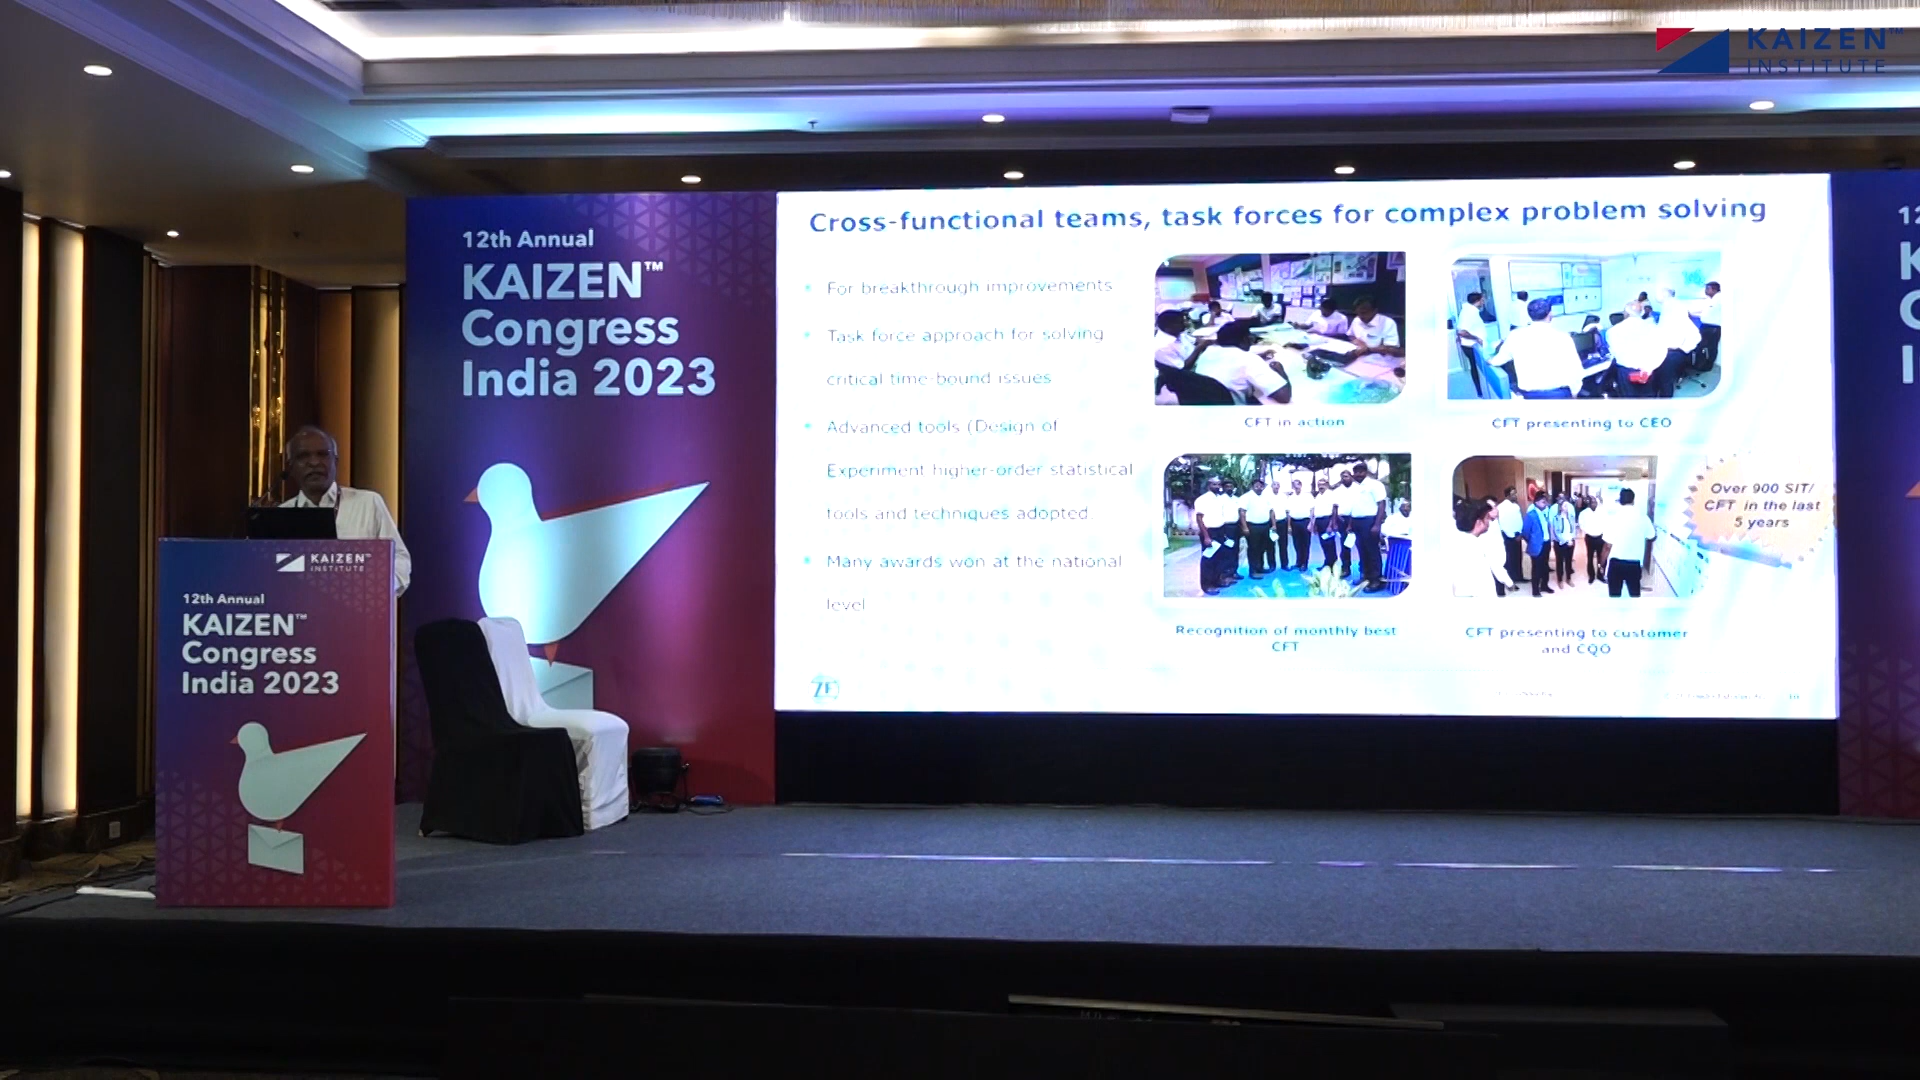 KAIZEN™
INSTITUTE
12th Annual
KAIZEN™
Congress
India 2023
KAIZEN™
INSTITUTE
12th Annual
KAIZEN™
Congress
India 2023
Cross-functional teams, task forces for complex problem solving
For breakthrough improvements
Task force approach for solving
critical time-bound issues
Advanced tools (Design of
Experiment higher-order statistical
tools and techniques adopted.
Many awards won at the national
level
CFT in action
CFT presenting to CEO
Recognition of monthly best
CFT
CFT presenting to customer
and CQO
Over 900 SIT/
CFT in the last
5 years
ZF
12
K
C
I